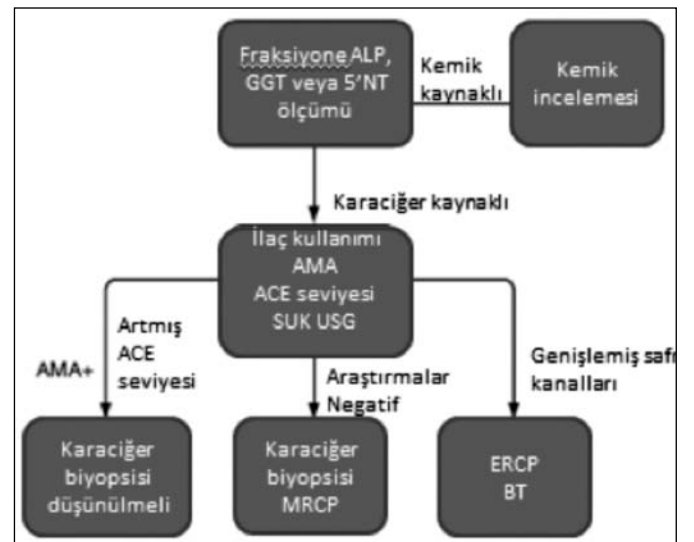 Fraksiyone ALP,
GGT veya 5'NT
ölçümü
Kemik
kaynaklı
Kemik
incelemesi
Karaciğer kaynaklı
İlaç kullanımı
AMA
ACE seviyesi
SUK USG
AMA+
Artmış
ACE
seviyesi
Araştırmalar
Negatif
Genişlemiş safr
kanalları
Karaciğer
biyopsisi
düşünülmeli
Karaciğer
biyopsisi
MRCP
ERCP
BT